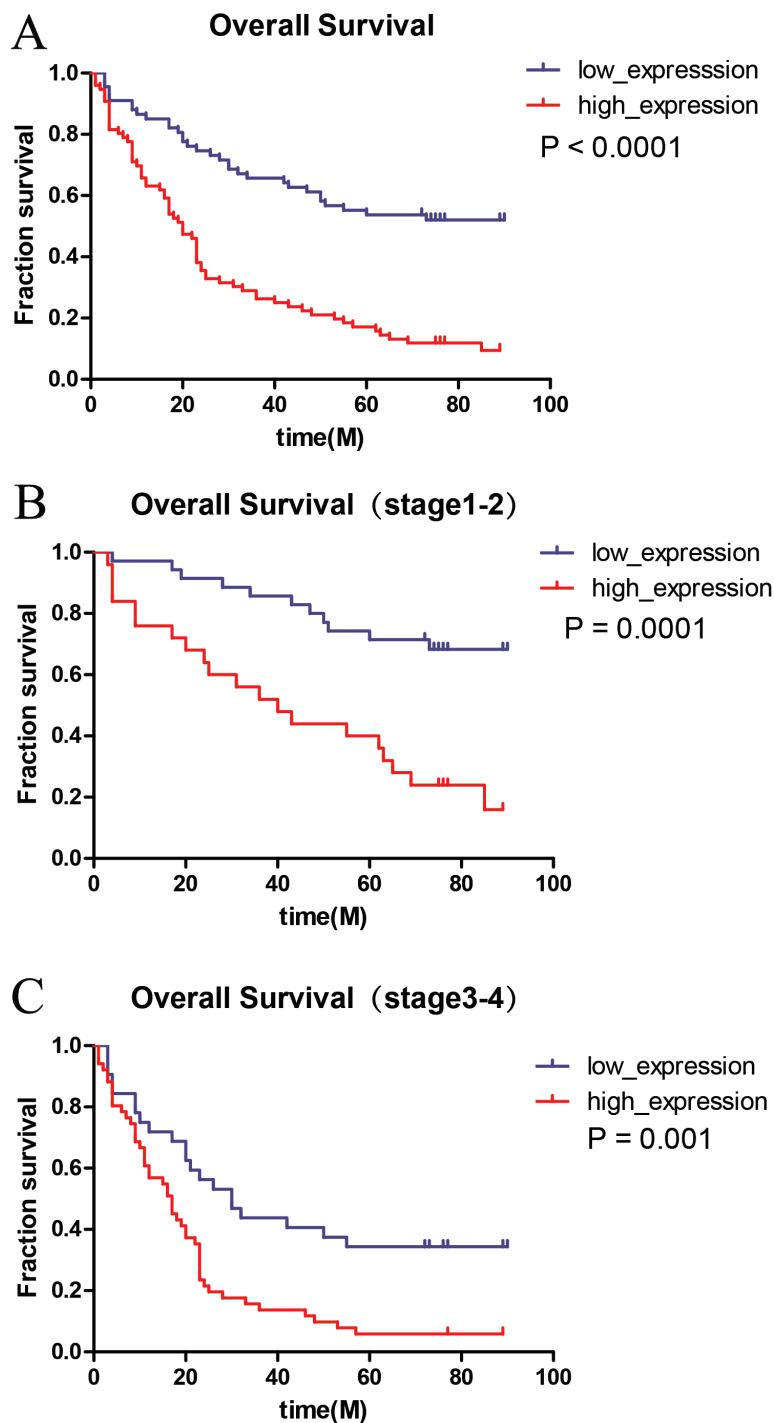 A
Overall Survival
low_expresssion
high_expression
P < 0.0001
Fraction survival
1.0
0.8
0.6
0.4
0.2
0.0
0 20 40 60 80 100
time(M)
B
Overall Survival（stage1-2）
low_expression
high_expression
P = 0.0001
Fraction survival
1.0
0.8
0.6
0.4
0.2
0.0
0 20 40 60 80 100
time(M)
C
Overall Survival（stage3-4）
low_expression
high_expression
P = 0.001
Fraction survival
1.0
0.8
0.6
0.4
0.2
0.0
0 20 40 60 80 100
time(M)